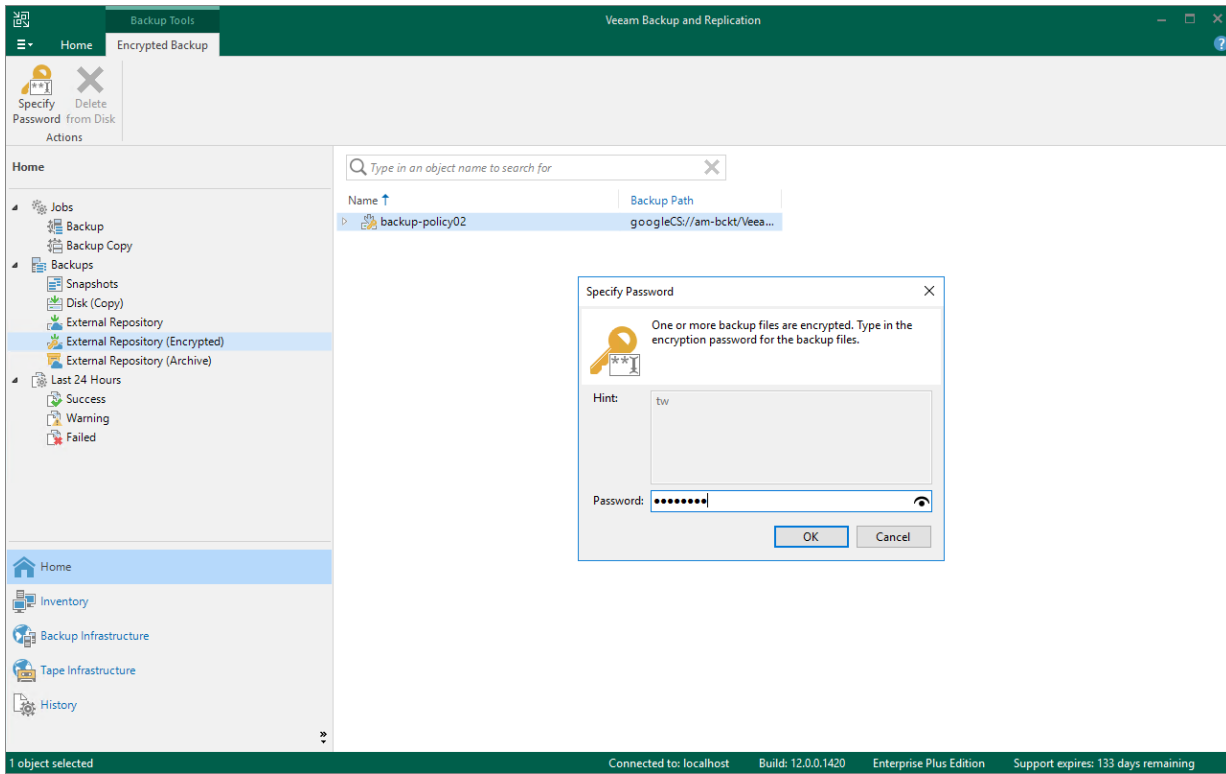 Backup Tools
Veeam Backup and Replication
Home
Encrypted Backup
Specify Password
Delete from Disk
Actions
Home
Type in an object name to search for
Jobs
Backup
Backup Copy
Backups
Snapshots
Disk (Copy)
External Repository
External Repository (Encrypted)
External Repository (Archive)
Last 24 Hours
Success
Warning
Failed
Name
Backup Path
backup-policy02
googleCS://am-bckt/Veea...
Specify Password
One or more backup files are encrypted. Type in the
encryption password for the backup files.
Hint:
tw
Password:
OK
Cancel
Home
Inventory
Backup Infrastructure
Tape Infrastructure
History
1 object selected
Connected to: localhost
Build: 12.0.0.1420
Enterprise Plus Edition
Support expires: 133 days remaining